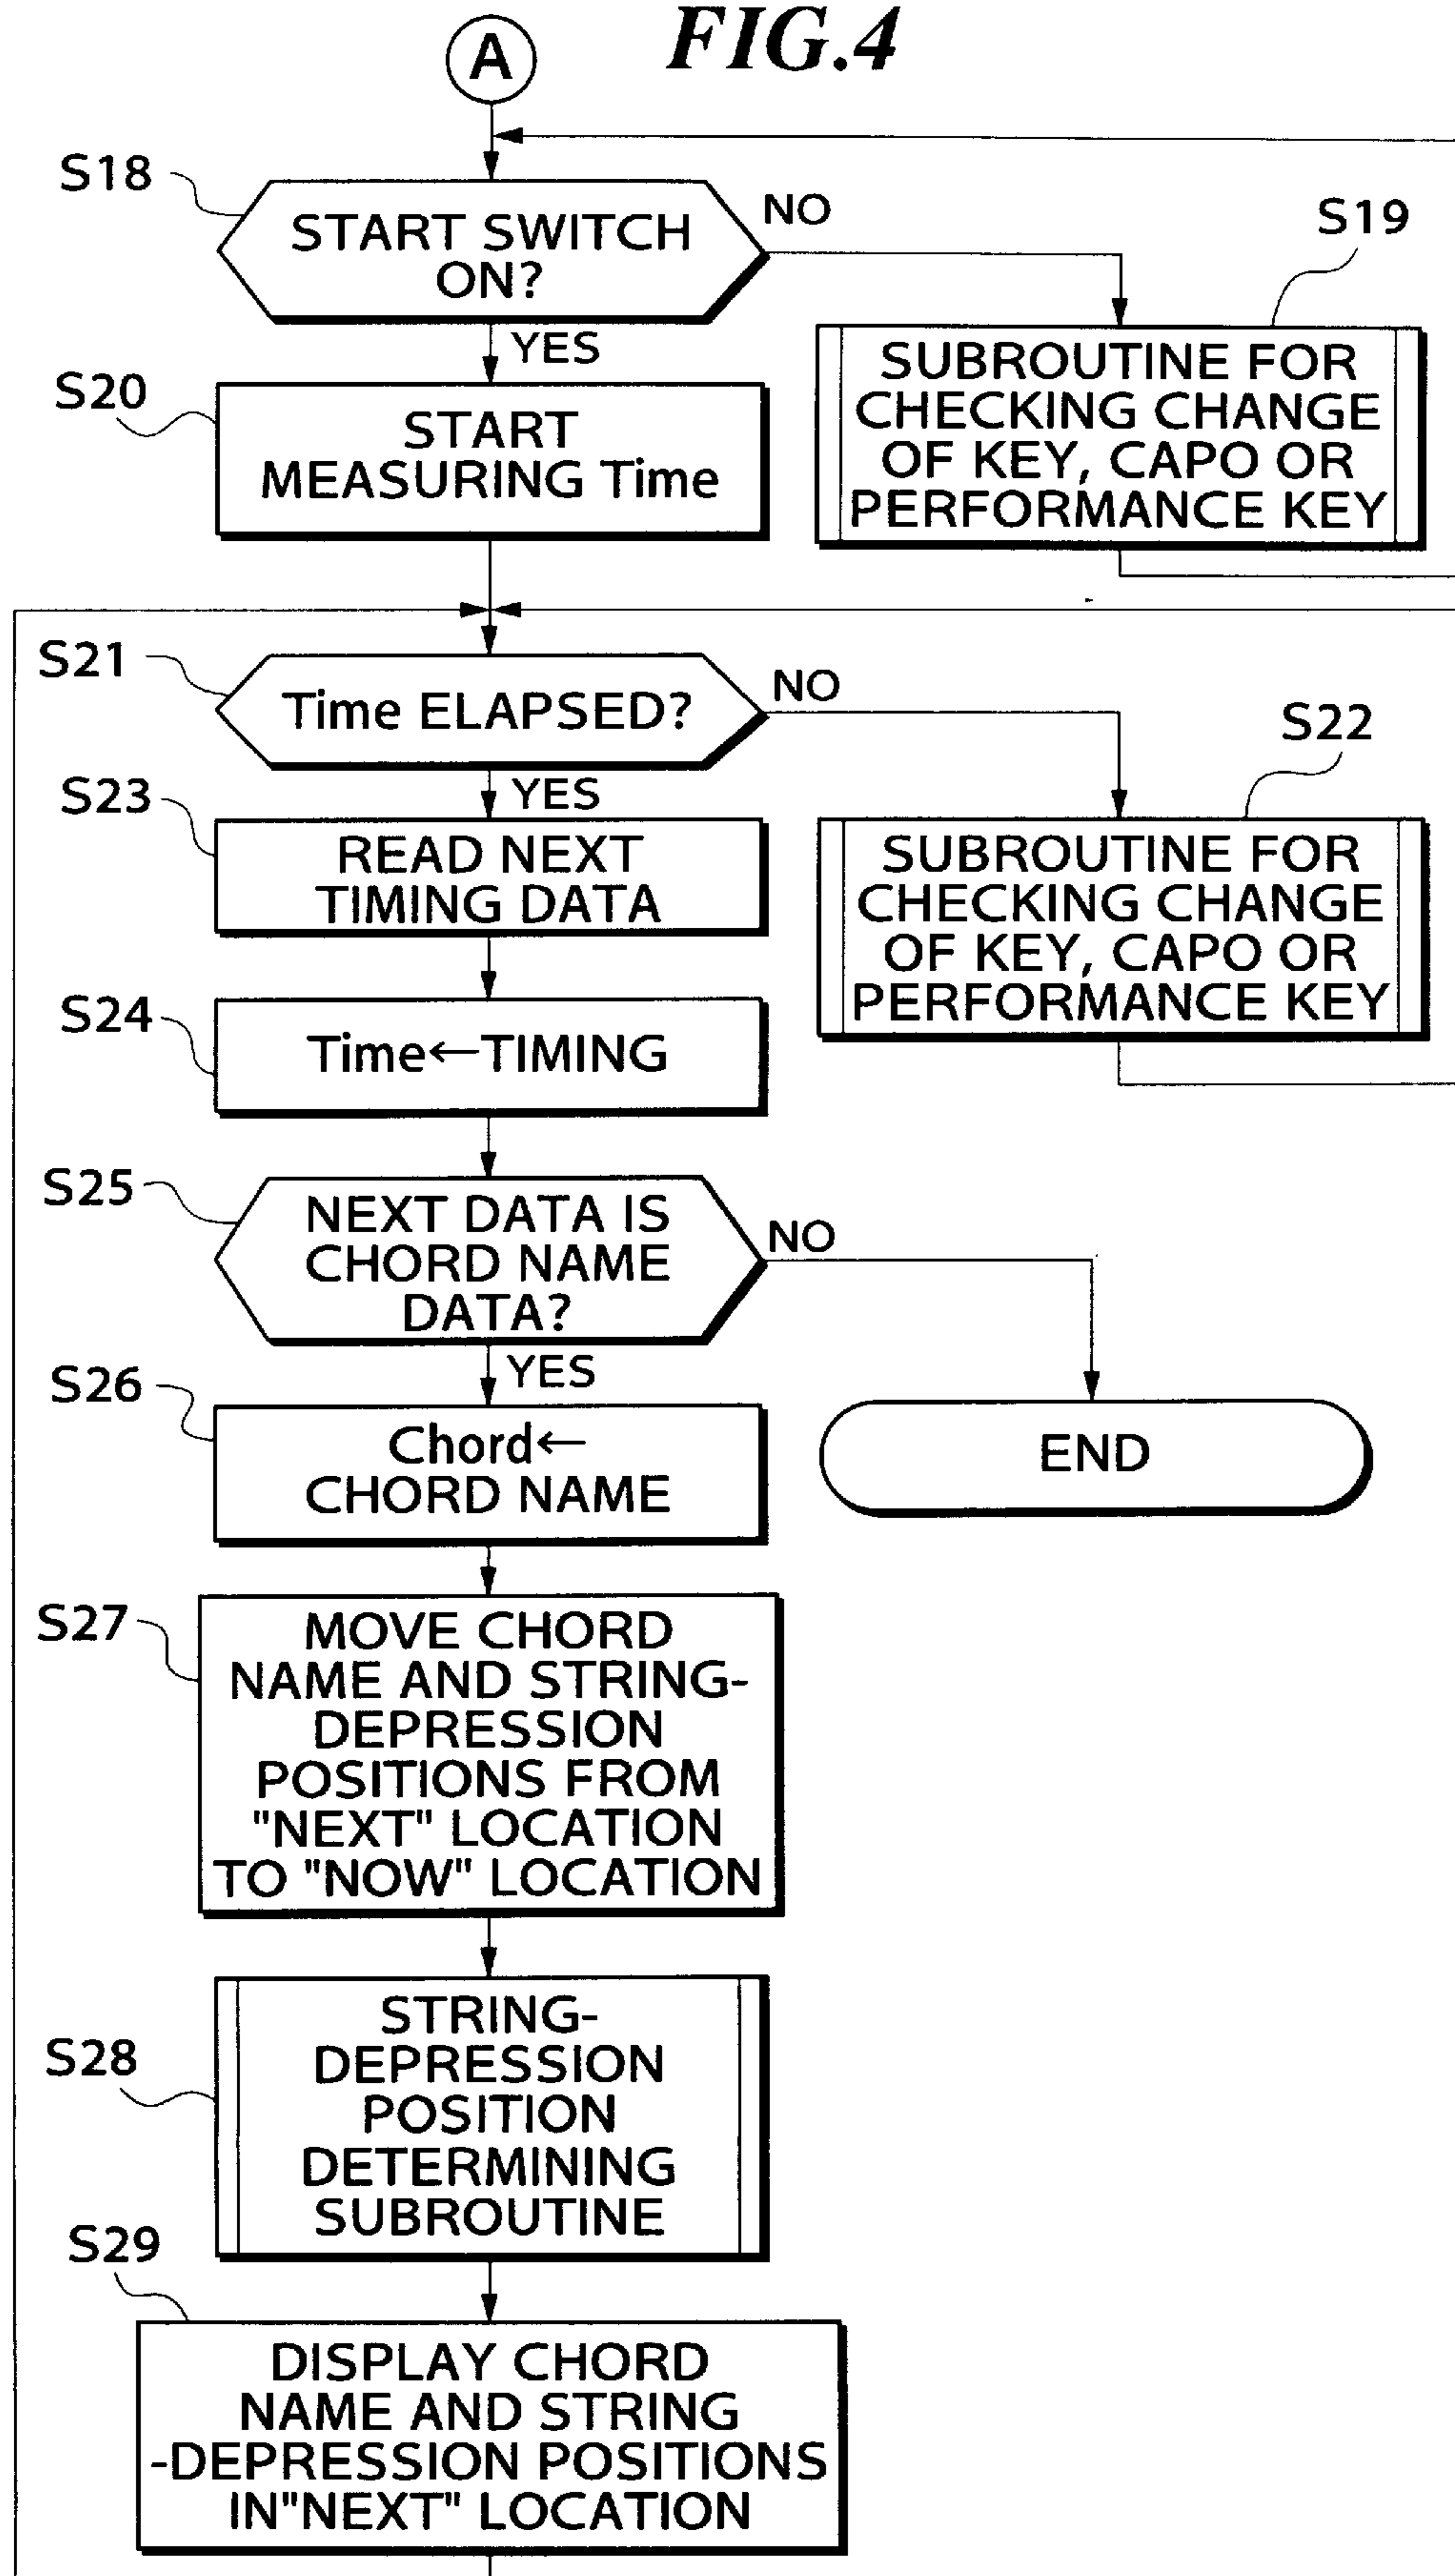 FIG.4
A
S18
START SWITCH
ON?
NO
YES
S19
SUBROUTINE FOR
CHECKING CHANGE
OF KEY, CAPO OR
PERFORMANCE KEY
S20
START
MEASURING Time
S21
Time ELAPSED?
NO
YES
S22
SUBROUTINE FOR
CHECKING CHANGE
OF KEY, CAPO OR
PERFORMANCE KEY
S23
READ NEXT
TIMING DATA
S24
Time←TIMING
S25
NEXT DATA IS
CHORD NAME
DATA?
NO
YES
END
S26
Chord←
CHORD NAME
S27
MOVE CHORD
NAME AND STRING-
DEPRESSION
POSITIONS FROM
"NEXT" LOCATION
TO "NOW" LOCATION
S28
STRING-
DEPRESSION
POSITION
DETERMINING
SUBROUTINE
S29
DISPLAY CHORD
NAME AND STRING
-DEPRESSION POSITIONS
IN"NEXT" LOCATION